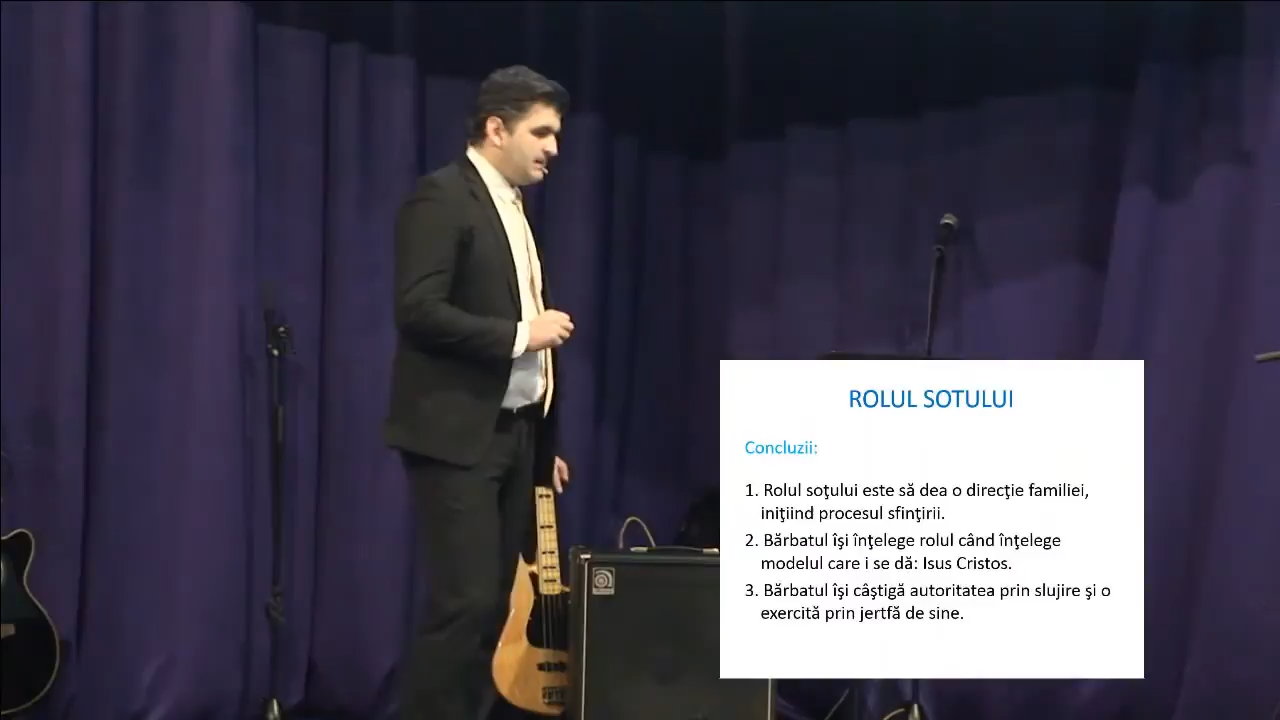 ROLUL SOTULUI
Concluzii:
1. Rolul soţului este să dea o direcţie familiei,
iniţiind procesul sfinţirii.
2. Bărbatul îşi înţelege rolul când înţelege
modelul care i se dă: Isus Cristos.
3. Bărbatul îşi câştigă autoritatea prin slujire şi o
exercită prin jertfă de sine.